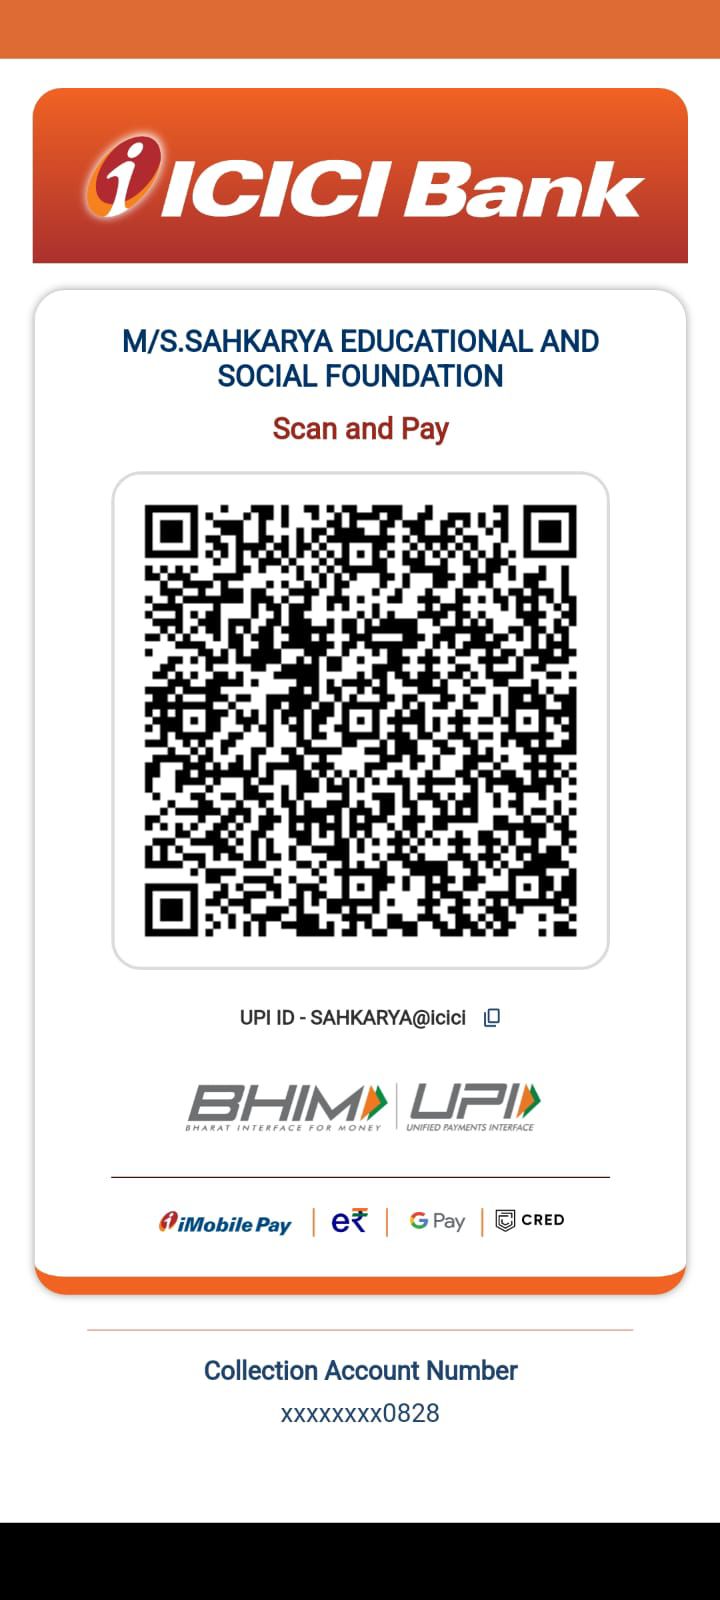 ICICI Bank
M/S.SAHKARYA EDUCATIONAL AND
SOCIAL FOUNDATION
Scan and Pay
UPI ID - SAHKARYA@icici
BHIM UPI
BHARAT INTERFACE FOR MONEY UNIFIED PAYMENTS INTERFACE
iMobile Pay | e₹ | G Pay | CRED
Collection Account Number
xxxxxxxx0828